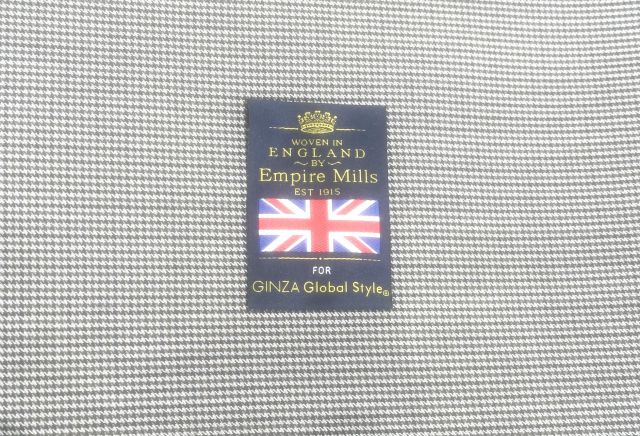 WOVEN IN
ENGLAND
BY
Empire Mills
EST 1915
FOR
GINZA Global Style®